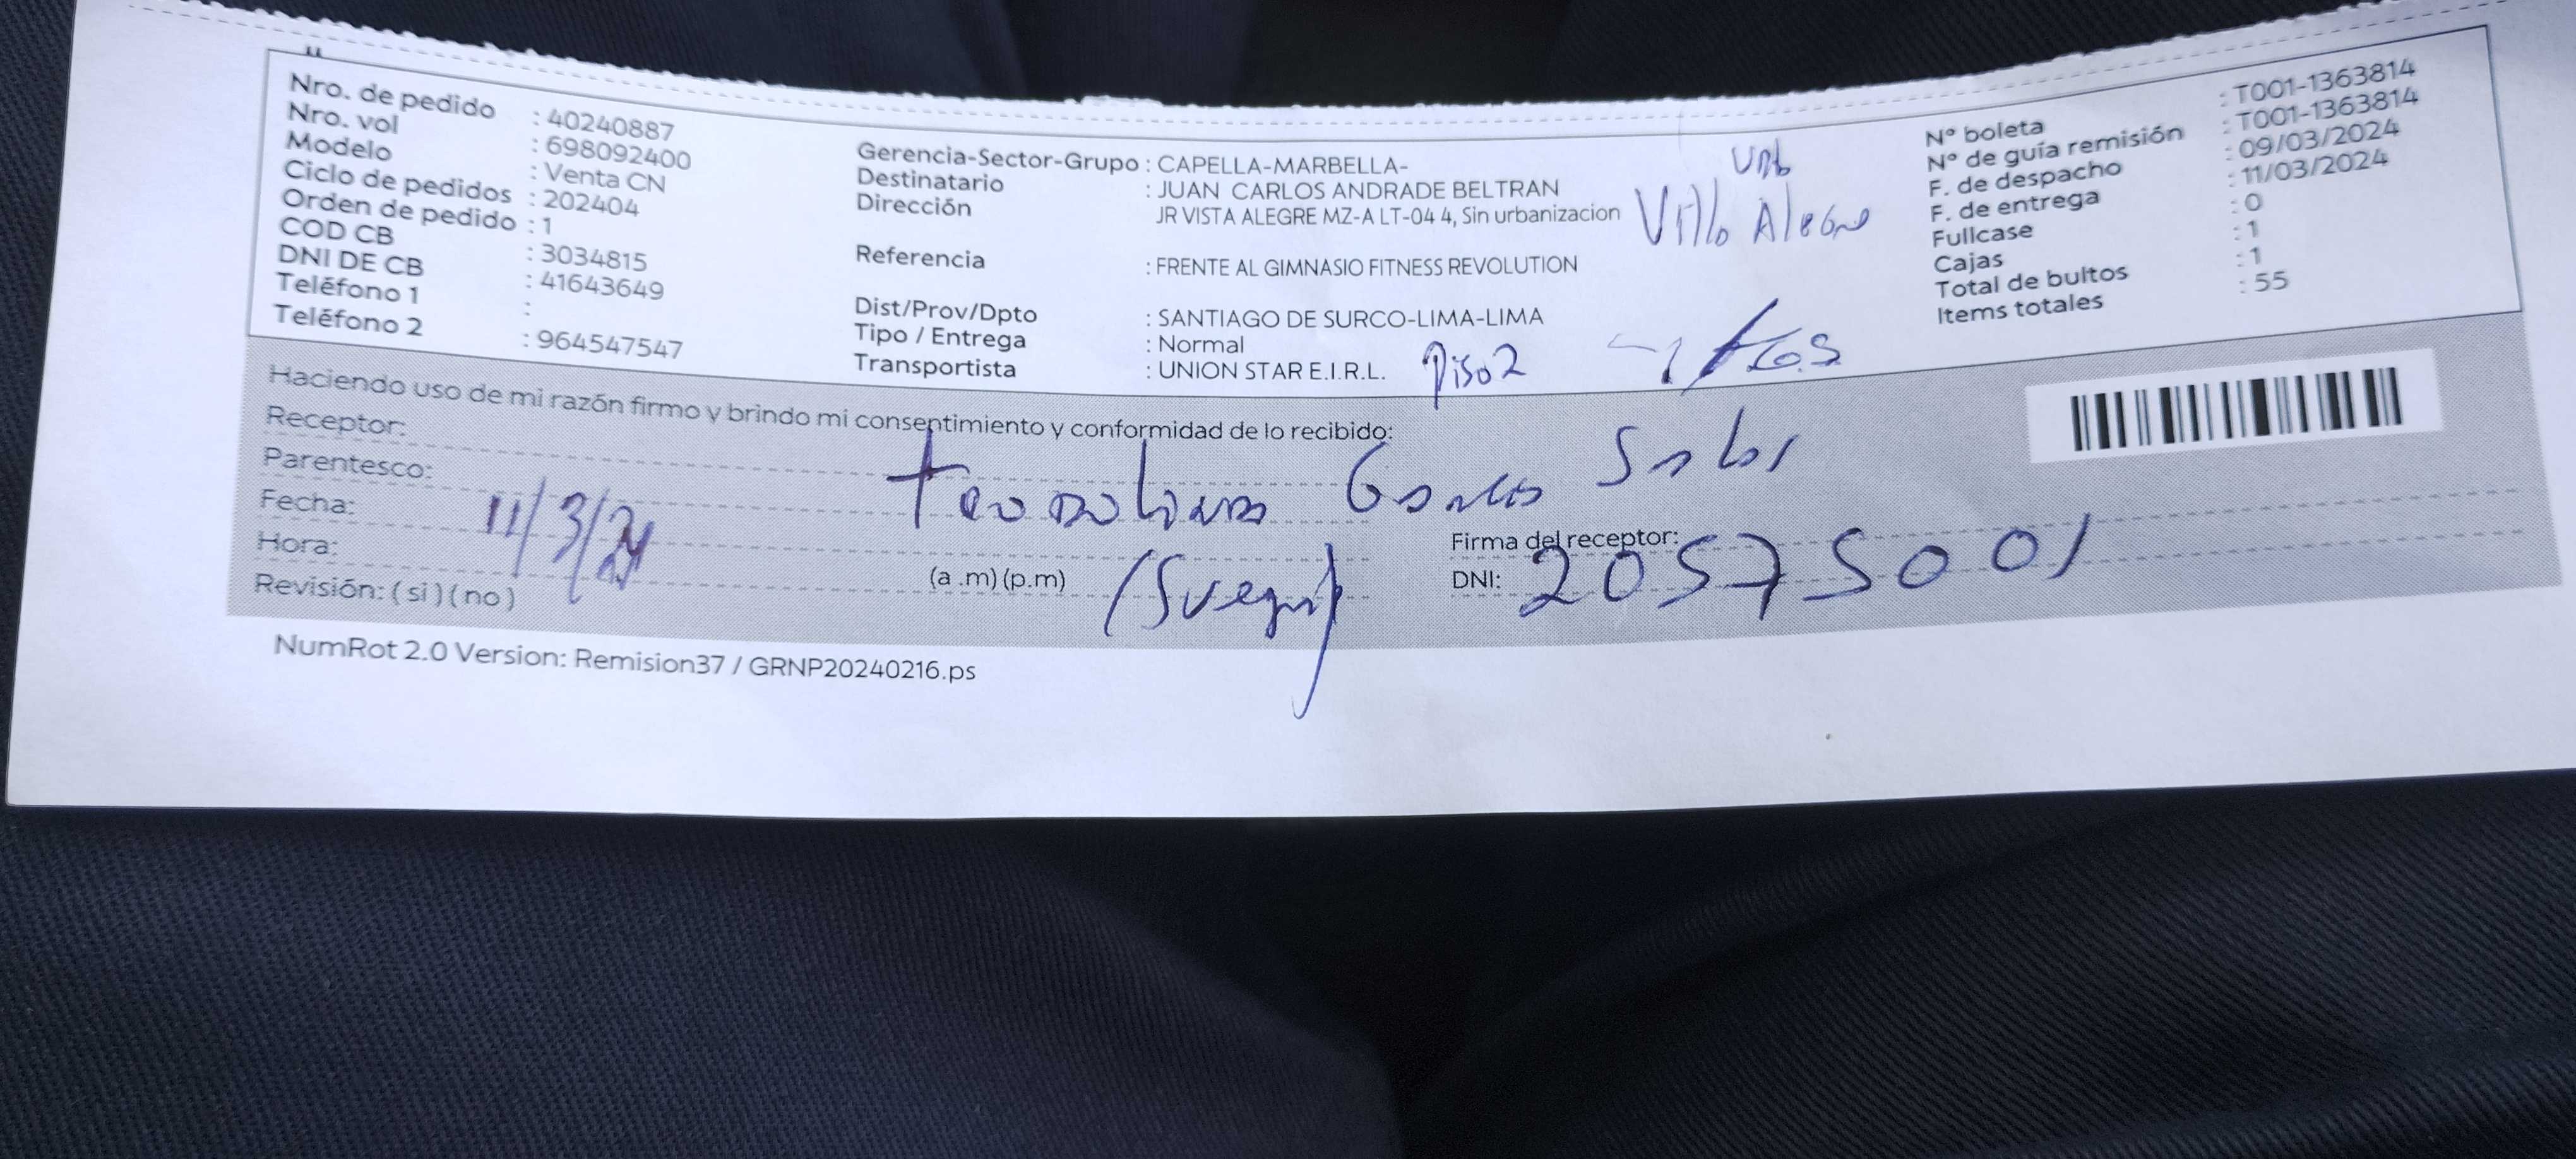 Nro. de pedido : 40240887
Nro. vol : 698092400
Modelo : Venta CN
Ciclo de pedidos : 202404
Orden de pedido : 1
COD CB : 3034815
DNI DE CB : 41643649
Teléfono 1 :
Teléfono 2 : 964547547
Gerencia-Sector-Grupo : CAPELLA-MARBELLA-
Destinatario : JUAN CARLOS ANDRADE BELTRAN
Dirección JR VISTA ALEGRE MZ-A LT-04 4, Sin urbanizacion
Urb
Villa Alegre
Referencia : FRENTE AL GIMNASIO FITNESS REVOLUTION
Dist/Prov/Dpto : SANTIAGO DE SURCO-LIMA-LIMA
Tipo / Entrega : Normal
Transportista : UNION STAR E.I.R.L.
Piso 2
N° boleta : T001-1363814
N° de guía remisión : T001-1363814
F. de despacho : 09/03/2024
F. de entrega : 11/03/2024
Fullcase : 0
Cajas : 1
Total de bultos : 1
Items totales : 55
Haciendo uso de mi razón firmo y brindo mi consentimiento y conformidad de lo recibido:
Receptor:
Parentesco:
Fecha: 11/3/24
Hora: (a .m) (p.m)
(Suegra)
Revisión: ( si ) ( no )
Firma del receptor:
DNI: 20575001
NumRot 2.0 Version: Remision37 / GRNP20240216.ps